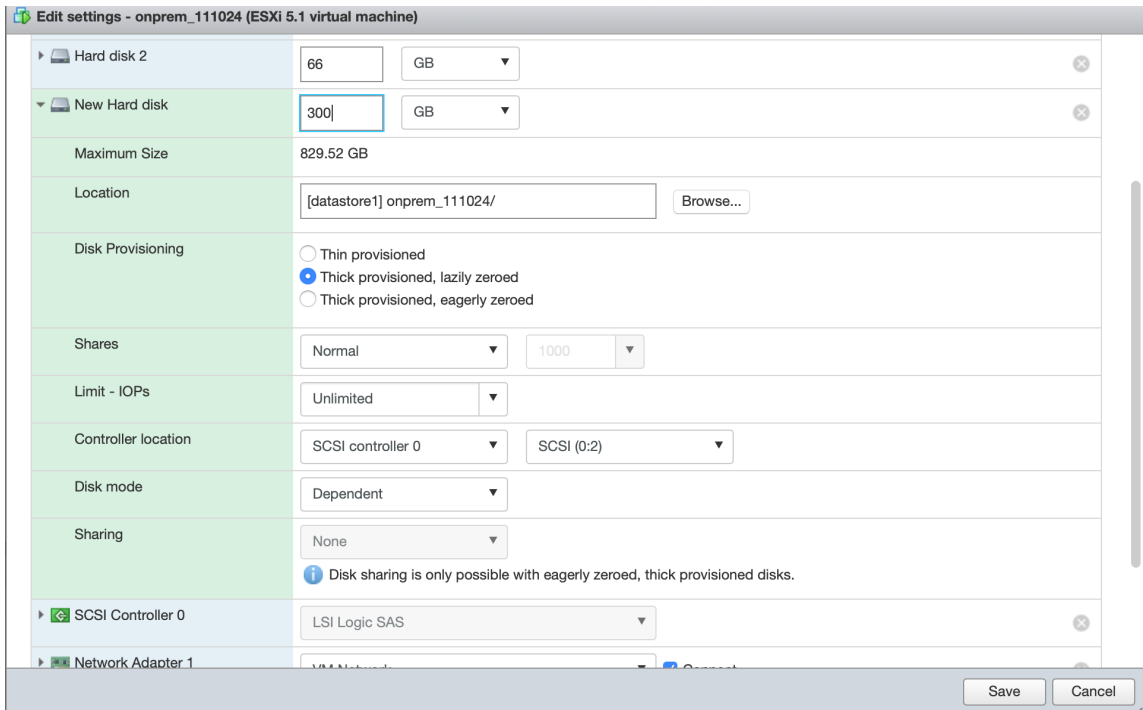 Edit settings - onprem_111024 (ESXi 5.1 virtual machine)
Hard disk 2 66 GB
New Hard disk 300 GB
Maximum Size 829.52 GB
Location [datastore1] onprem_111024/ Browse...
Disk Provisioning
Thin provisioned
Thick provisioned, lazily zeroed
Thick provisioned, eagerly zeroed
Shares Normal 1000
Limit - IOPs Unlimited
Controller location SCSI controller 0 SCSI (0:2)
Disk mode Dependent
Sharing None
Disk sharing is only possible with eagerly zeroed, thick provisioned disks.
SCSI Controller 0 LSI Logic SAS
Network Adapter 1 VM Network Connect
Save Cancel